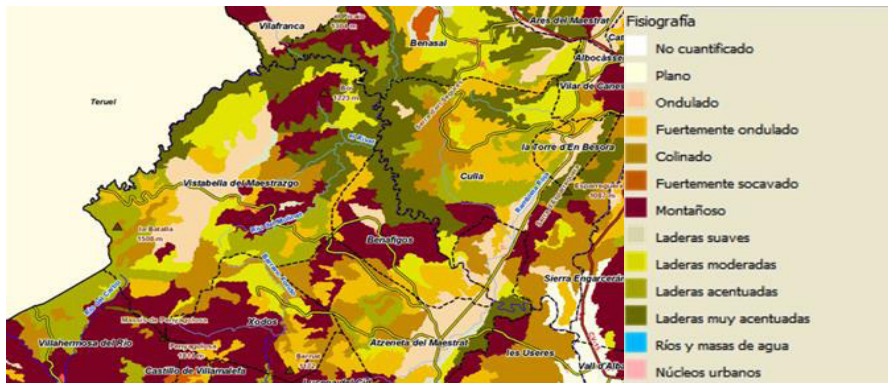 Vilafranca
Benasal
Ares del Maestrat
Albocàsser
Teruel
Boi
1223 m
Vilar de Canes
la Torre d'En Besora
Culla
Vistabella del Maestrazgo
la Batalla
1508 m
Benafigos
Sierra Engarcerán
Xodos
Villahermosa del Río
Castillo de Villamalefa
Atzeneta del Maestrat
les Useres
Vall d'Alba
Fisiografía
No cuantificado
Plano
Ondulado
Fuertemente ondulado
Colinado
Fuertemente socavado
Montañoso
Laderas suaves
Laderas moderadas
Laderas acentuadas
Laderas muy acentuadas
Ríos y masas de agua
Núcleos urbanos